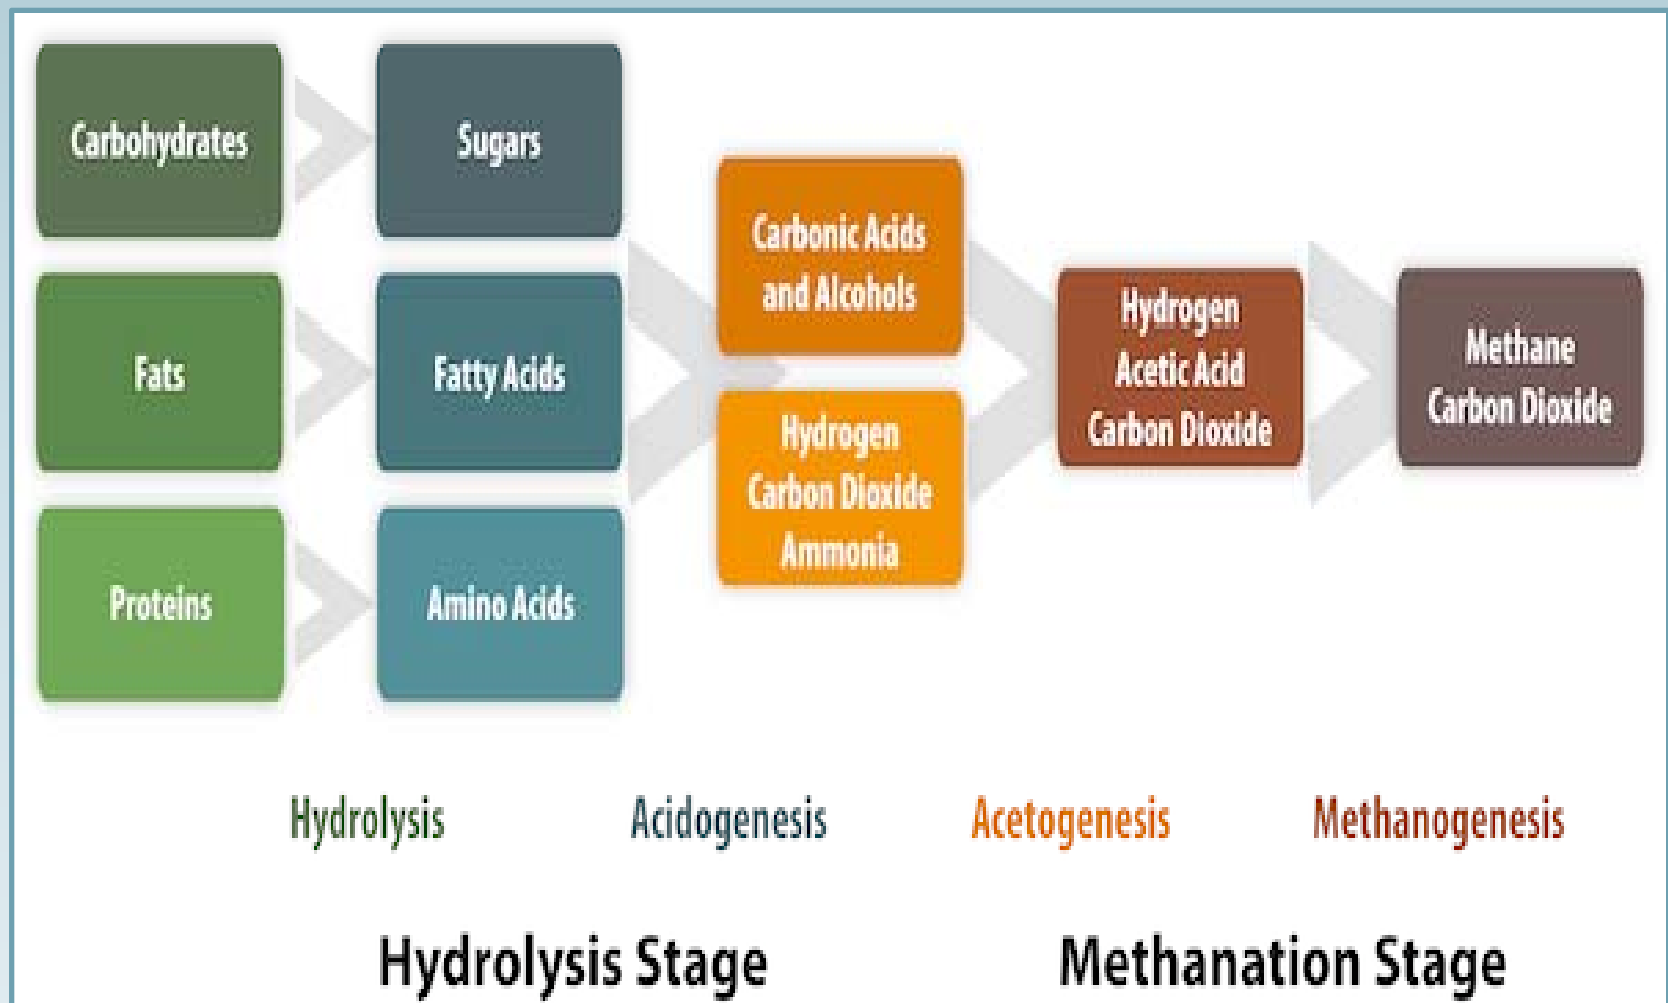 Carbohydrates
Sugars
Fats
Fatty Acids
Proteins
Amino Acids
Carbonic Acids
and Alcohols
Hydrogen
Carbon Dioxide
Ammonia
Hydrogen
Acetic Acid
Carbon Dioxide
Methane
Carbon Dioxide
Hydrolysis
Acidogenesis
Acetogenesis
Methanogenesis
Hydrolysis Stage
Methanation Stage